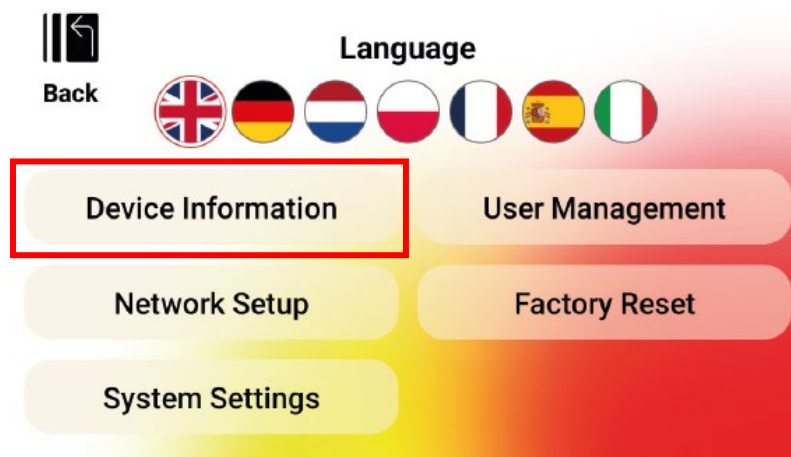 Language
Back
Device Information
User Management
Network Setup
Factory Reset
System Settings